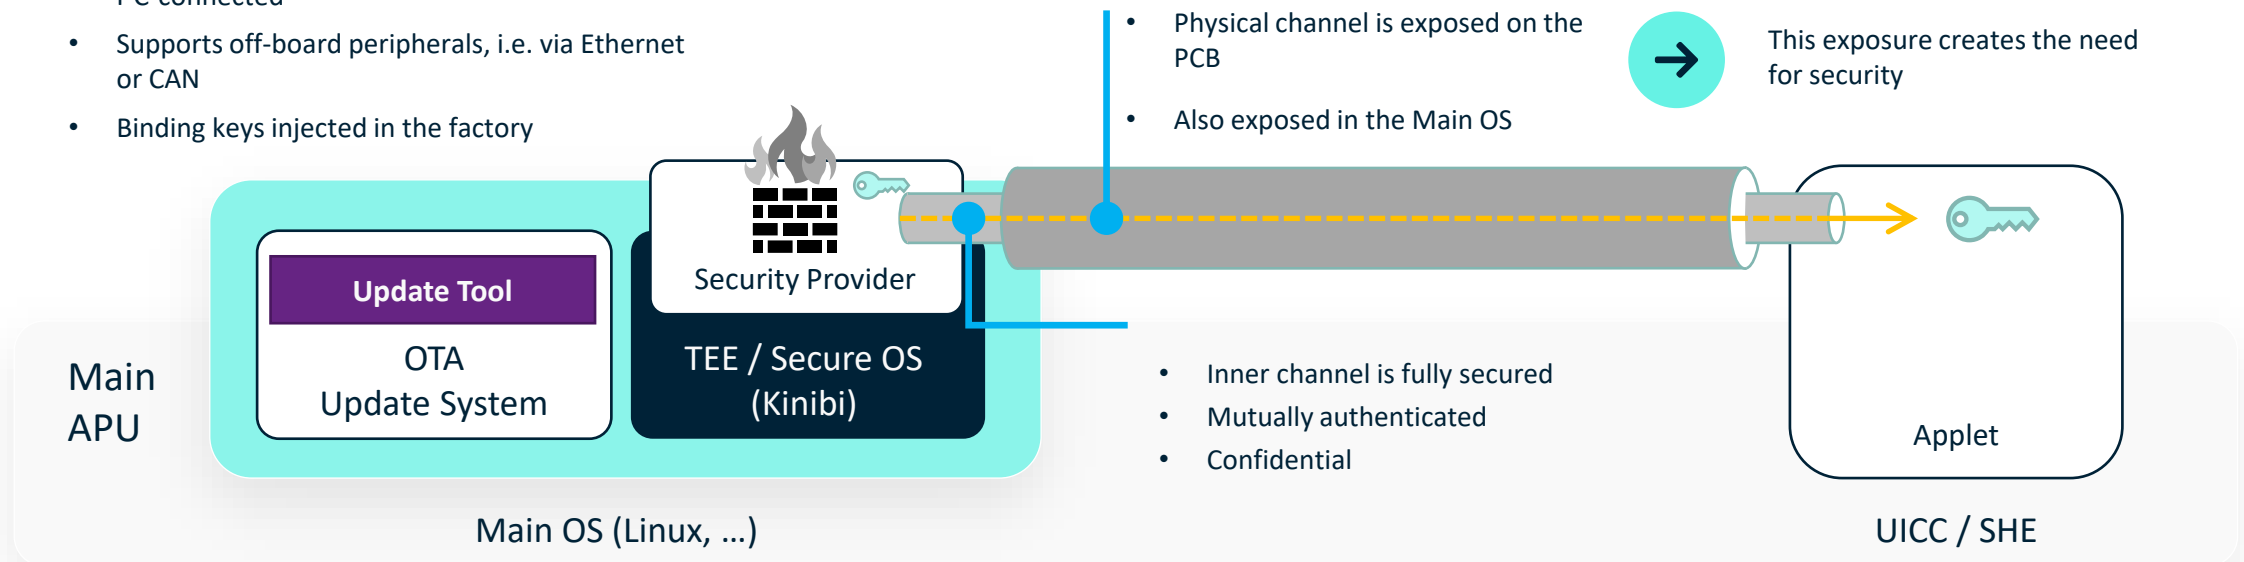 Supports off-board peripherals, i.e. via Ethernet
or CAN
Binding keys injected in the factory
Physical channel is exposed on the
PCB
Also exposed in the Main OS
This exposure creates the need
for security
Security Provider
Update Tool
OTA
Update System
TEE / Secure OS
(Kinibi)
Main
APU
Inner channel is fully secured
Mutually authenticated
Confidential
Applet
Main OS (Linux, …)
UICC / SHE